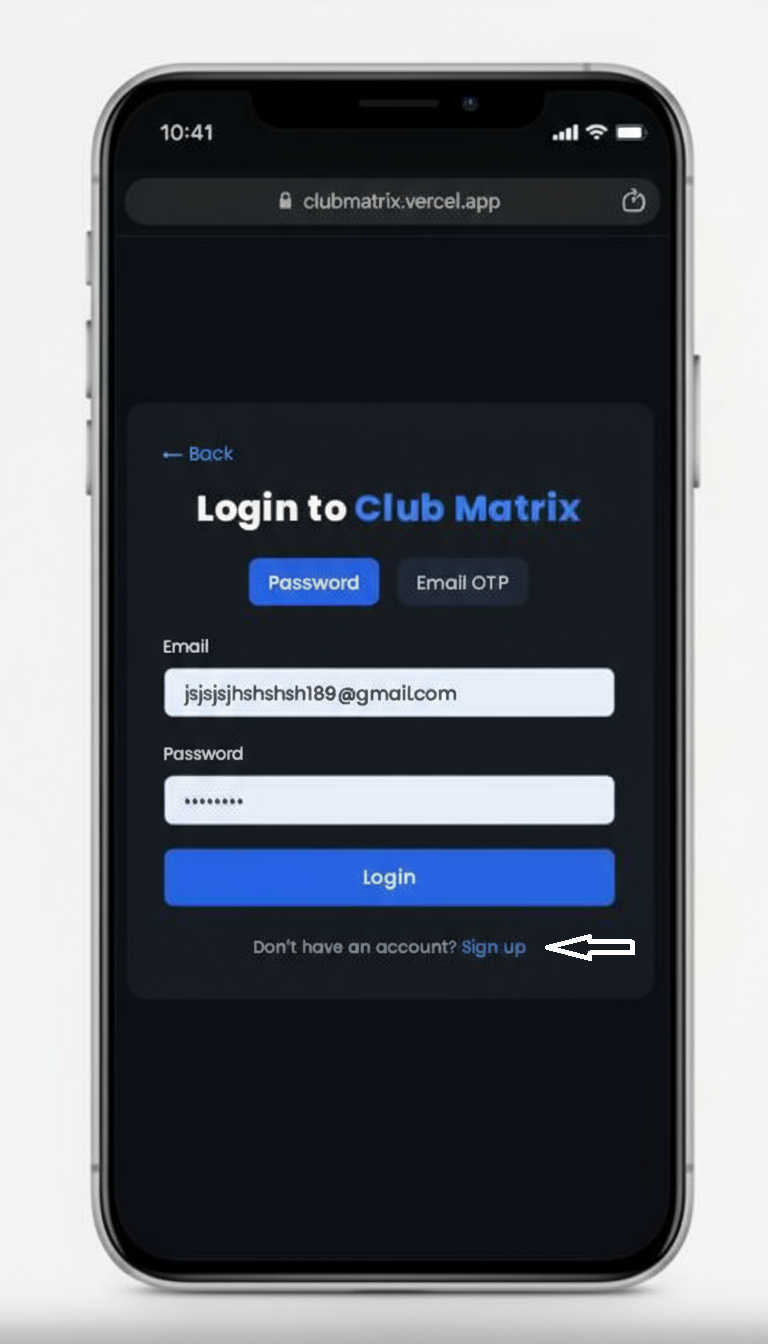 10:41
clubmatrix.vercel.app
← Back
Login to Club Matrix
Password Email OTP
Email
jsjsjsjhshshsh189@gmail.com
Password
••••••••
Login
Don't have an account? Sign up